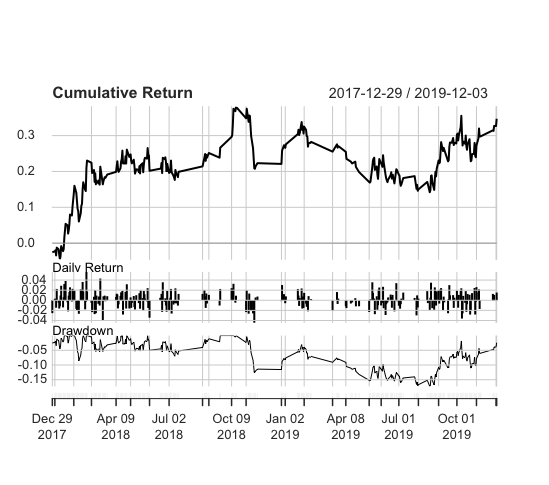 Cumulative Return 2017-12-29 / 2019-12-03
0.3
0.2
0.1
0.0
Daily Return
0.04
0.02
0.00
-0.02
-0.04
Drawdown
-0.05
-0.10
-0.15
Dec 29 Apr 09 Jul 02 Oct 09 Jan 02 Apr 08 Jul 01 Oct 01
2017 2018 2018 2018 2019 2019 2019 2019